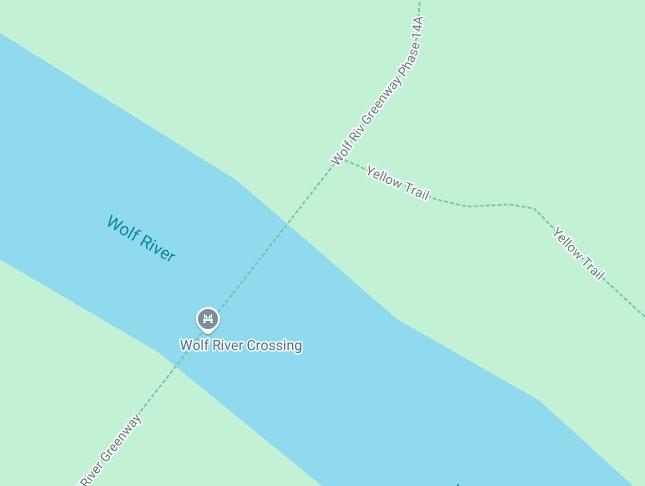 Wolf Riv Greenway Phase 14A
Yellow Trail
Yellow Trail
Wolf River
Wolf River Crossing
River Greenway